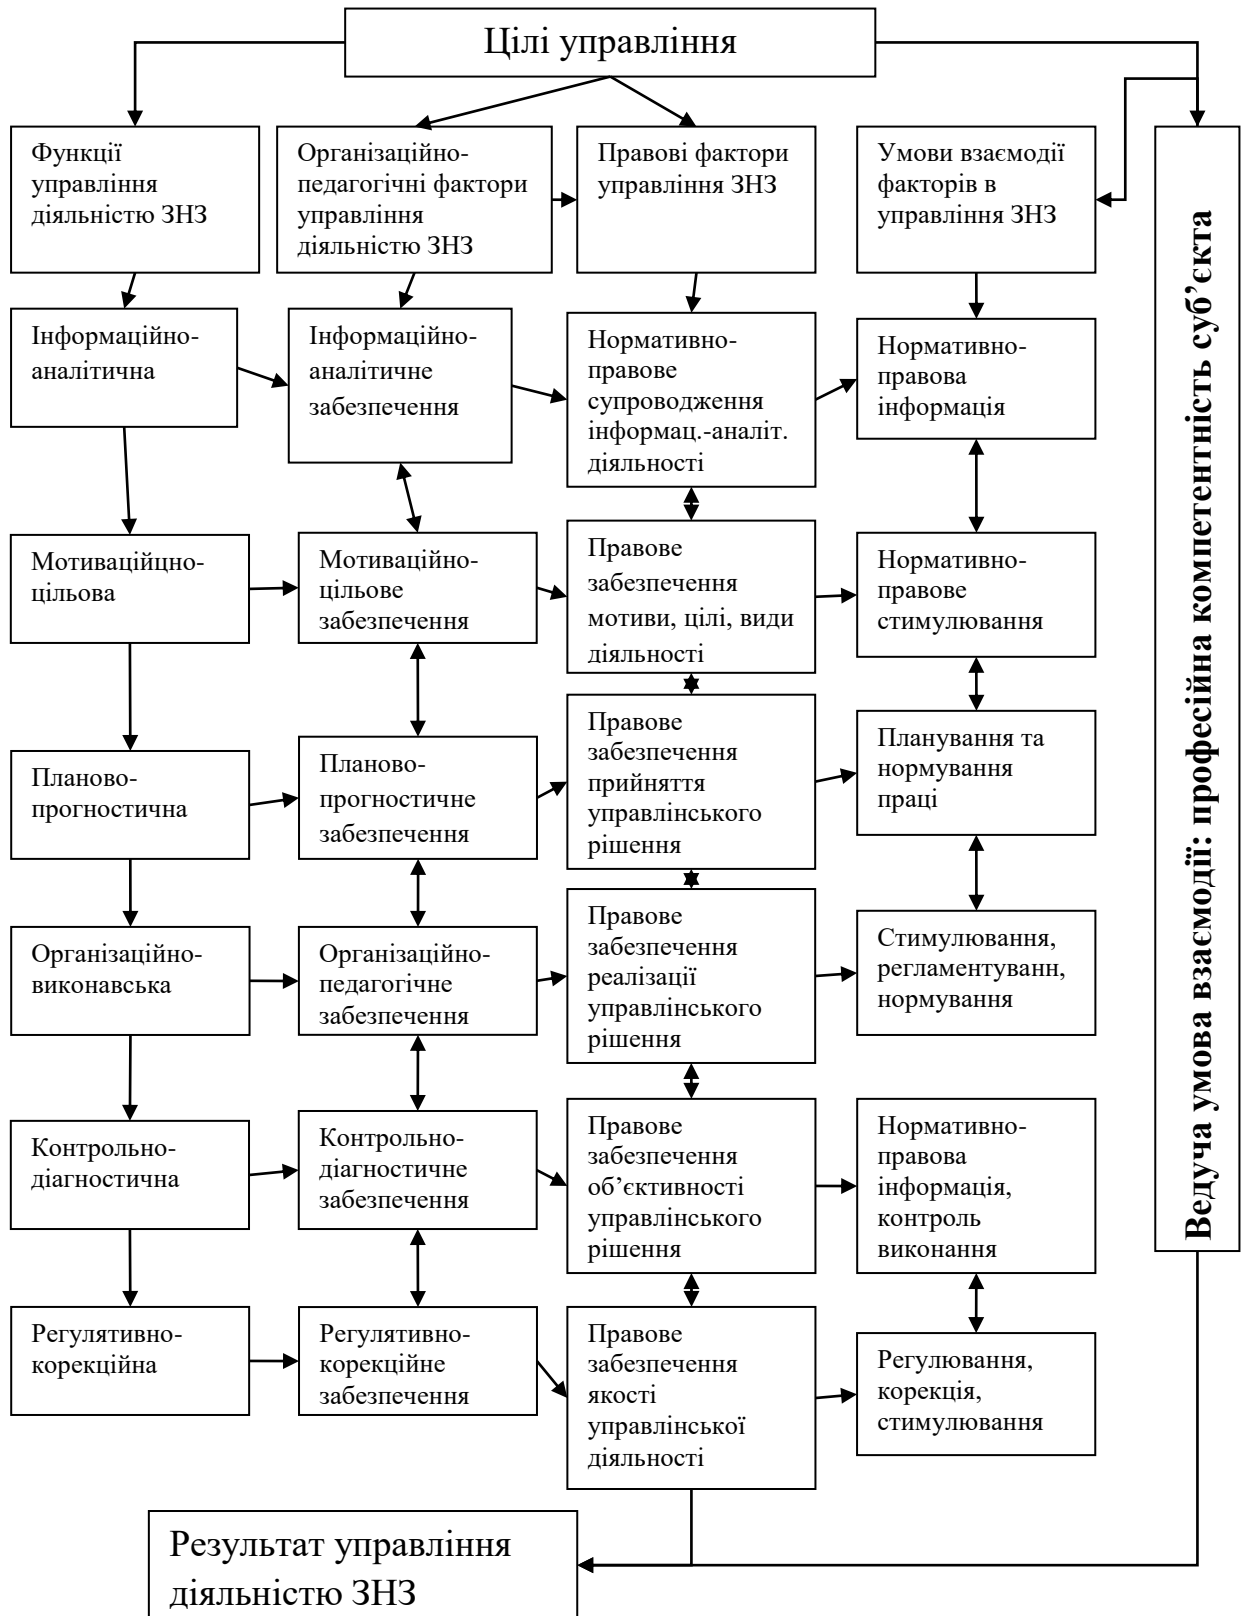 Цілі управління
Функції
управління
діяльністю ЗНЗ
Організаційно-
педагогічні фактори
управління
діяльністю ЗНЗ
Правові фактори
управління ЗНЗ
Умови взаємодії
факторів в
управління ЗНЗ
Ведуча умова взаємодії: професійна компетентність суб’єкта
Інформаційно-
аналітична
Інформаційно-
аналітичне
забезпечення
Нормативно-
правове
супроводження
інформац.-аналіт.
діяльності
Нормативно-
правова
інформація
Мотиваційцно-
цільова
Мотиваційно-
цільове
забезпечення
Правове
забезпечення
мотиви, цілі, види
діяльності
Нормативно-
правове
стимулювання
Планово-
прогностична
Планово-
прогностичне
забезпечення
Правове
забезпечення
прийняття
управлінського
рішення
Планування та
нормування
праці
Організаційно-
виконавська
Організаційно-
педагогічне
забезпечення
Правове
забезпечення
реалізації
управлінського
рішення
Стимулювання,
регламентуванн,
нормування
Контрольно-
діагностична
Контрольно-
діагностичне
забезпечення
Правове
забезпечення
об’єктивності
управлінського
рішення
Нормативно-
правова
інформація,
контроль
виконання
Регулятивно-
корекційна
Регулятивно-
корекційне
забезпечення
Правове
забезпечення
якості
управлінської
діяльності
Регулювання,
корекція,
стимулювання
Результат управління
діяльністю ЗНЗ